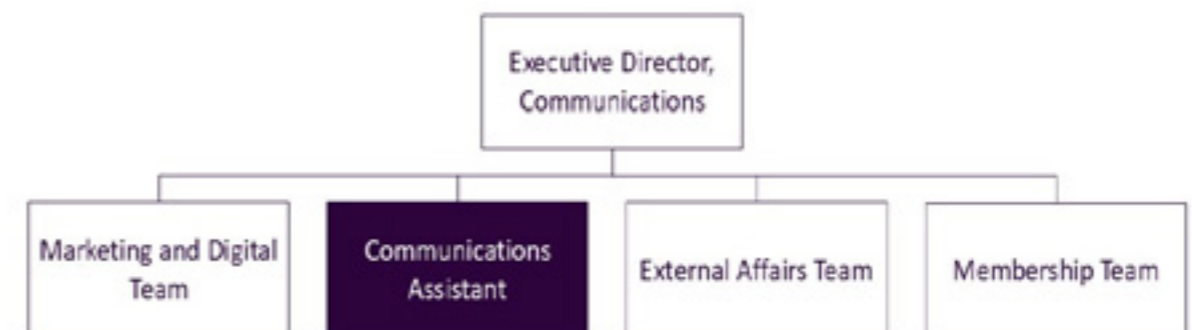 Executive Director,
Communications
Marketing and Digital
Team
Communications
Assistant
External Affairs Team
Membership Team